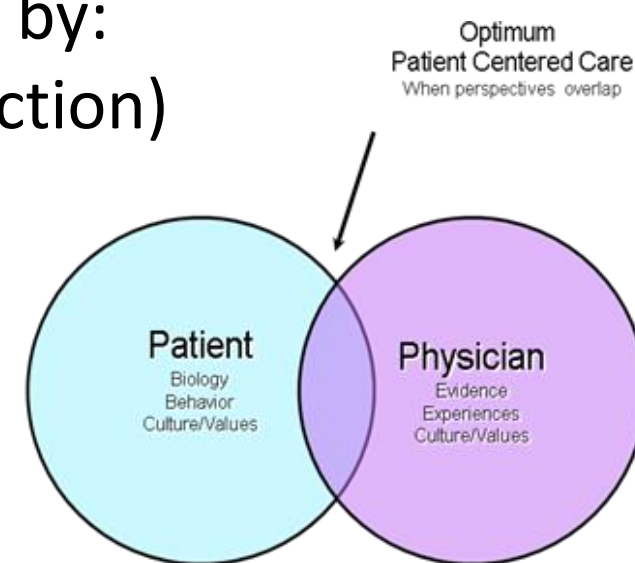 by:
ction)
Optimum
Patient Centered Care
When perspectives overlap
Patient
Biology
Behavior
Culture/Values
Physician
Evidence
Experiences
Culture/Values